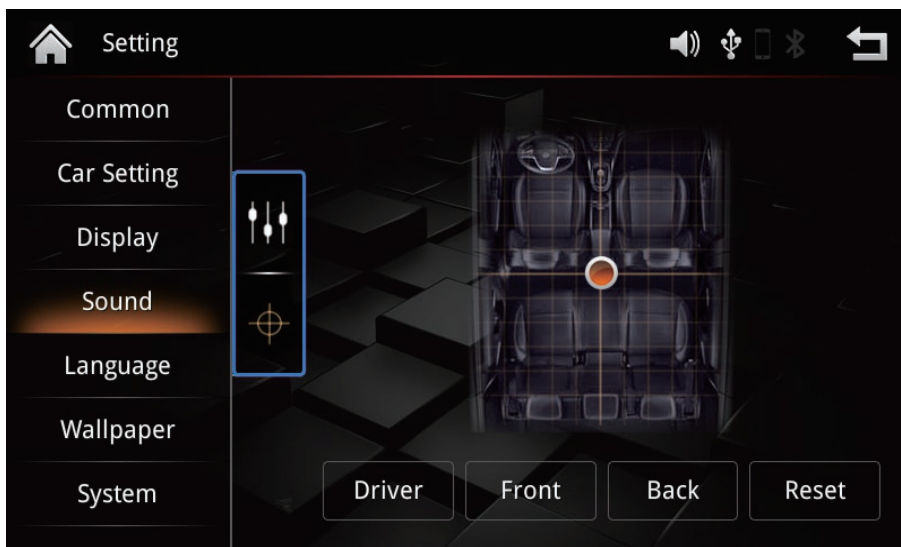 Setting
Common
Car Setting
Display
Sound
Language
Wallpaper
System
Driver Front Back Reset